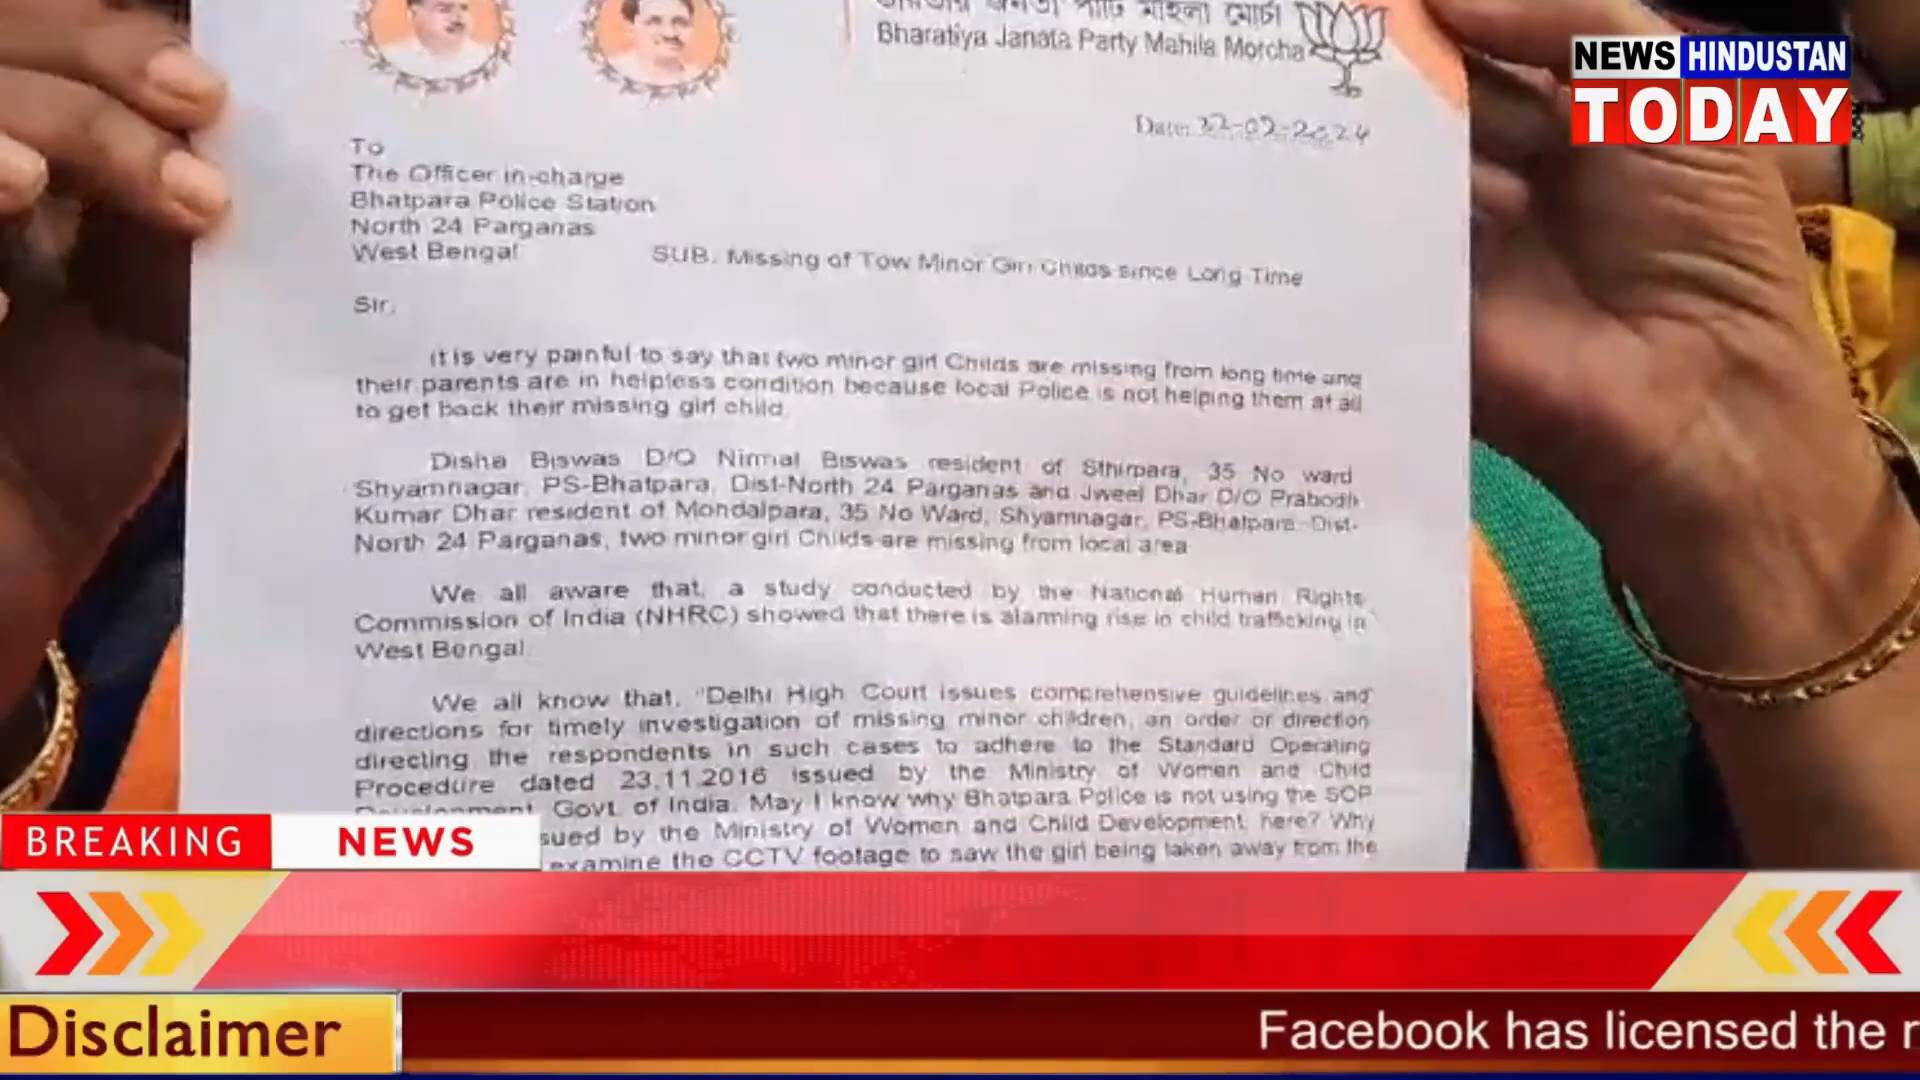 ভারতীয় জনতা পার্টি মহিলা মোর্চা
Bharatiya Janata Party Mahila Morcha
NEWS HINDUSTAN
TODAY
Date: 22-02-2024
To
The Officer in-charge
Bhatpara Police Station
North 24 Parganas
West Bengal
SUB. Missing of Tow Minor Girl Childs since Long Time
Sir,
It is very painful to say that two minor girl Childs are missing from long time and
their parents are in helpless condition because local Police is not helping them at all
to get back their missing girl child.
Disha Biswas D/O Nirmal Biswas resident of Sthirpara, 35 No ward
Shyamnagar, PS-Bhatpara, Dist-North 24 Parganas and Jweel Dhar D/O Prabodh
Kumar Dhar resident of Mondalpara, 35 No Ward, Shyamnagar, PS-Bhatpara-Dist-
North 24 Parganas, two minor girl Childs are missing from local area
We all aware that, a study conducted by the National Human Rights
Commission of India (NHRC) showed that there is alarming rise in child trafficking in
West Bengal.
We all know that, "Delhi High Court issues comprehensive guidelines and
directions for timely investigation of missing minor children, an order or direction
directing the respondents in such cases to adhere to the Standard Operating
Procedure dated 23.11.2016 issued by the Ministry of Women and Child
Development, Govt. of India. May I know why Bhatpara Police is not using the SOP
sued by the Ministry of Women and Child Development, here? Why
examine the CCTV footage to saw the girl being taken away from the
BREAKING NEWS
Disclaimer
Facebook has licensed the r